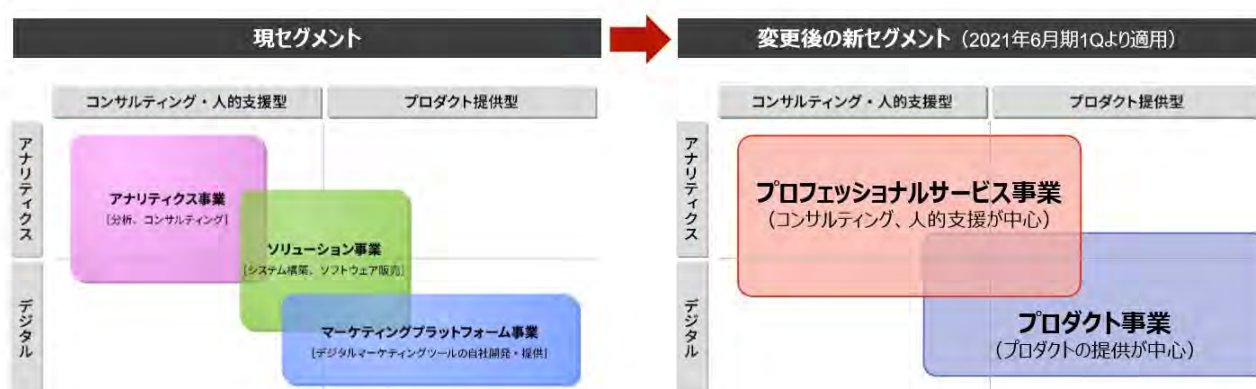 現セグメント
コンサルティング・人的支援型
プロダクト提供型
アナリティクス
デジタル
アナリティクス事業
[分析、コンサルティング]
ソリューション事業
[システム構築、ソフトウェア販売]
マーケティングプラットフォーム事業
[デジタルマーケティングツールの自社開発・提供]
変更後の新セグメント（2021年6月期1Qより適用）
コンサルティング・人的支援型
プロダクト提供型
アナリティクス
デジタル
プロフェッショナルサービス事業
(コンサルティング、人的支援が中心)
プロダクト事業
(プロダクトの提供が中心)